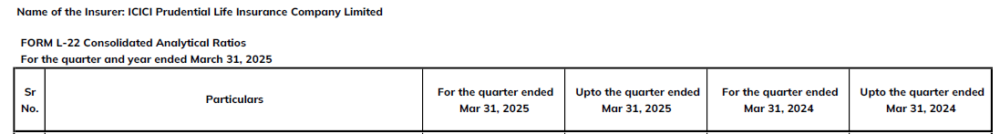 Name of the Insurer: ICICI Prudential Life Insurance Company Limited
FORM L-22 Consolidated Analytical Ratios
For the quarter and year ended March 31, 2025
Sr No. Particulars For the quarter ended Mar 31, 2025 Upto the quarter ended Mar 31, 2025 For the quarter ended Mar 31, 2024 Upto the quarter ended Mar 31, 2024